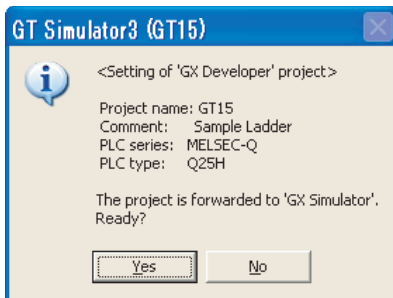 GT Simulator3 (GT15)
<Setting of 'GX Developer' project>
Project name: GT15
Comment: Sample Ladder
PLC series: MELSEC-Q
PLC type: Q25H
The project is forwarded to 'GX Simulator'.
Ready?
Yes No